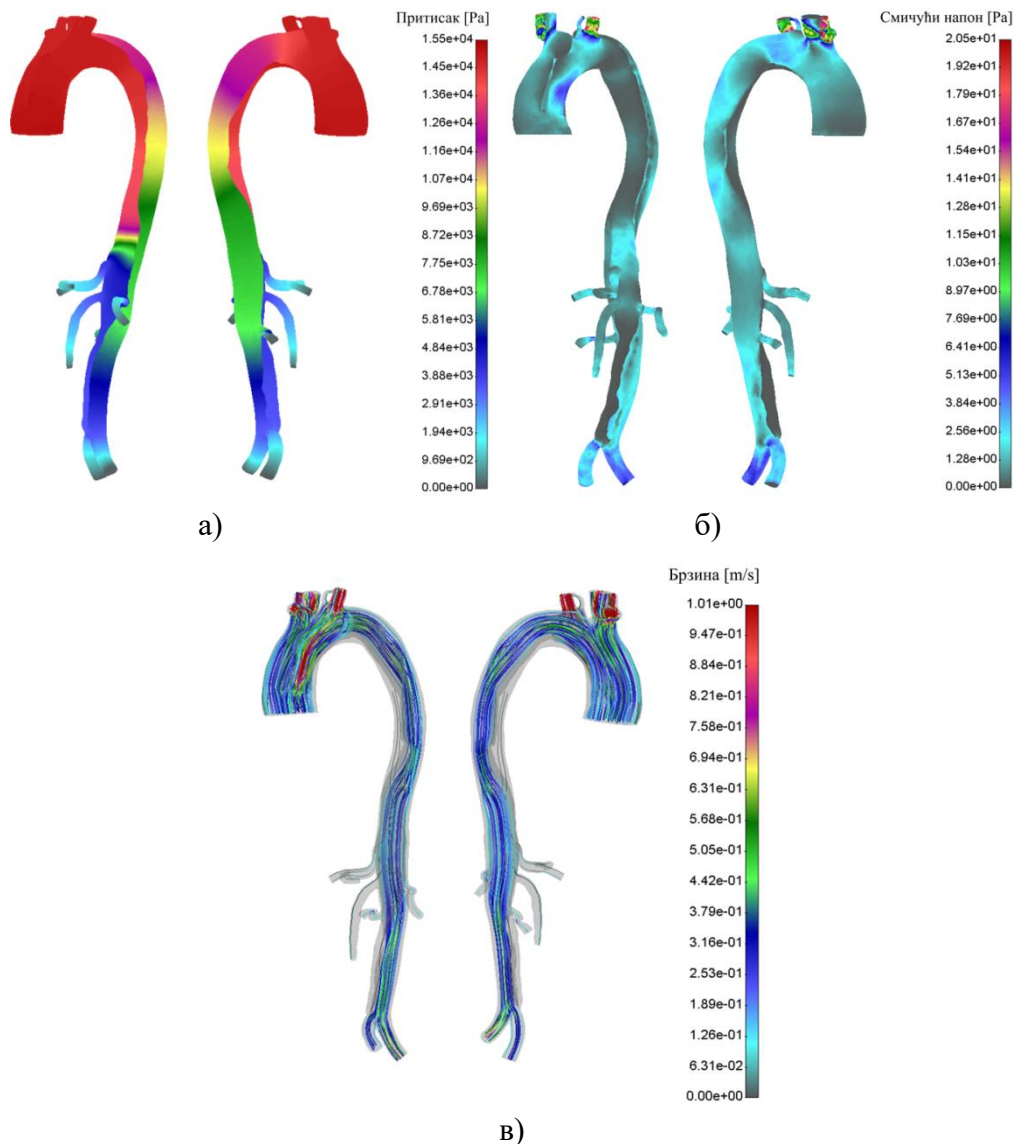 Притисак [Pa]
1.55e+04
1.45e+04
1.36e+04
1.26e+04
1.16e+04
1.07e+04
9.69e+03
8.72e+03
7.75e+03
6.78e+03
5.81e+03
4.84e+03
3.88e+03
2.91e+03
1.94e+03
9.69e+02
0.00e+00
а)
Смичући напон [Pa]
2.05e+01
1.92e+01
1.79e+01
1.67e+01
1.54e+01
1.41e+01
1.28e+01
1.15e+01
1.03e+01
8.97e+00
7.69e+00
6.41e+00
5.13e+00
3.84e+00
2.56e+00
1.28e+00
0.00e+00
б)
Брзина [m/s]
1.01e+00
9.47e-01
8.84e-01
8.21e-01
7.58e-01
6.94e-01
6.31e-01
5.68e-01
5.05e-01
4.42e-01
3.79e-01
3.16e-01
2.53e-01
1.89e-01
1.26e-01
6.31e-02
0.00e+00
в)